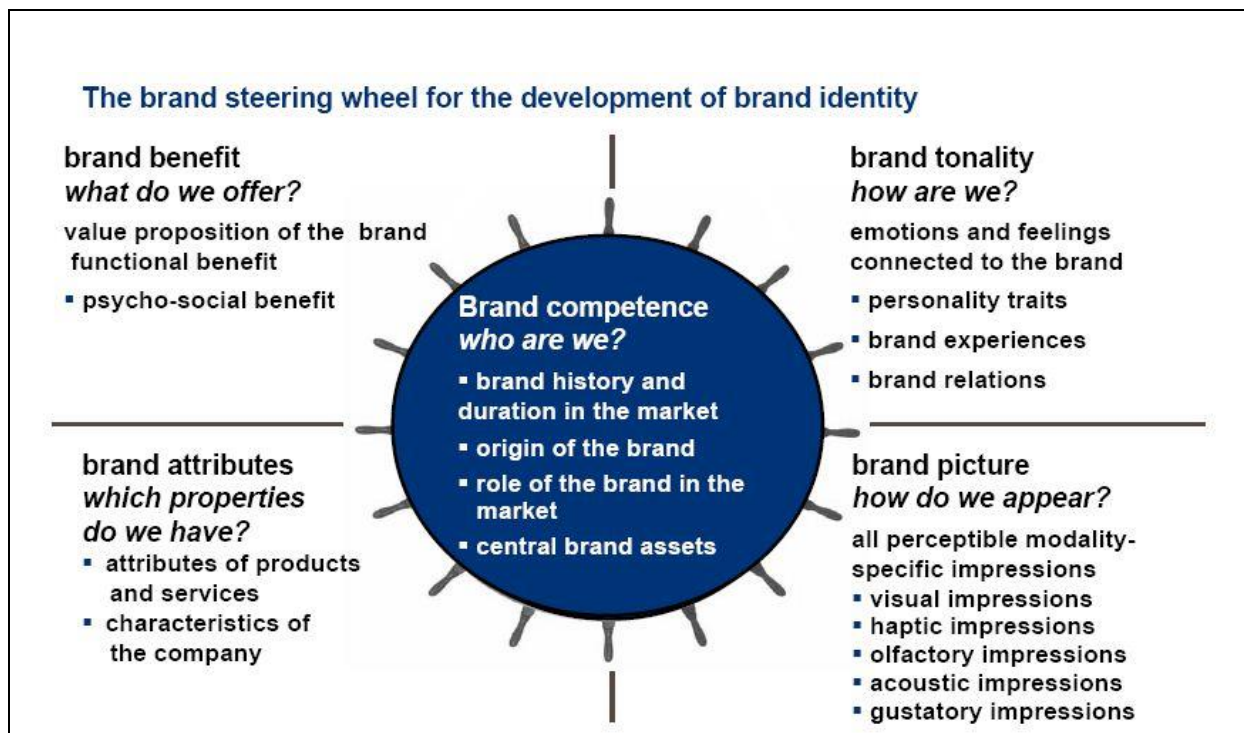 The brand steering wheel for the development of brand identity
brand benefit
what do we offer?
value proposition of the brand
functional benefit
▪ psycho-social benefit
brand tonality
how are we?
emotions and feelings
connected to the brand
▪ personality traits
▪ brand experiences
▪ brand relations
Brand competence
who are we?
▪ brand history and
duration in the market
▪ origin of the brand
▪ role of the brand in the
market
▪ central brand assets
brand attributes
which properties
do we have?
▪ attributes of products
and services
▪ characteristics of
the company
brand picture
how do we appear?
all perceptible modality-
specific impressions
▪ visual impressions
▪ haptic impressions
▪ olfactory impressions
▪ acoustic impressions
▪ gustatory impressions